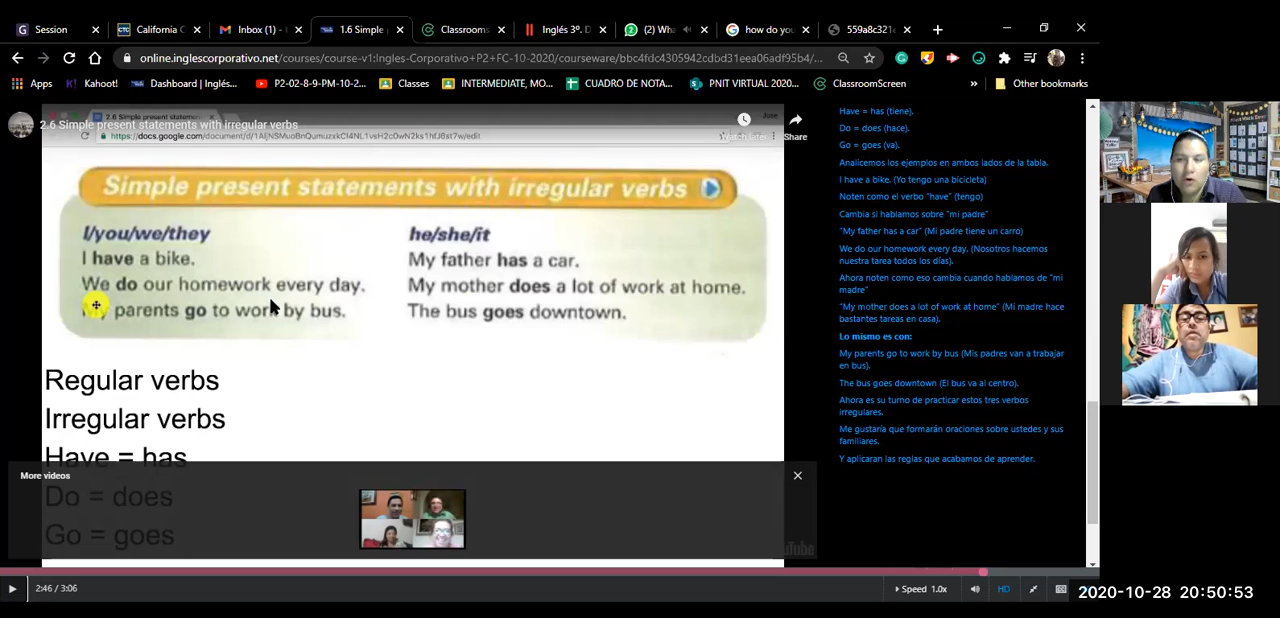 Session
California C
Inbox (1) -
1.6 Simple
Classrooms
Inglés 3º. D
(2) Wha
how do you
559a8c321
online.inglescorporativo.net/courses/course-v1:Ingles-Corporativo+P2+FC-10-2020/courseware/bbc4fdc4305942cdbd31eea06adf95b4/...
Apps
Kahoot!
Dashboard | Inglés...
P2-02-8-9-PM-10-2...
Classes
INTERMEDIATE, MO...
CUADRO DE NOTA...
PNIT VIRTUAL 2020...
ClassroomScreen
»
Other bookmarks
2.6 Simple present statements with irregular verbs
Watch later
Share
Simple present statements with irregular verbs
I/you/we/they
I have a bike.
We do our homework every day.
parents go to work by bus.
he/she/it
My father has a car.
My mother does a lot of work at home.
The bus goes downtown.
Regular verbs
Irregular verbs
Have = has
Do = does
Go = goes
More videos
2:46 / 3:06
Speed 1.0x
HD
Have = has (tiene).
Do = does (hace).
Go = goes (va).
Analicemos los ejemplos en ambos lados de la tabla.
I have a bike. (Yo tengo una bicicleta)
Noten como el verbo "have" (tengo)
Cambia si hablamos sobre "mi padre"
"My father has a car" (Mi padre tiene un carro)
We do our homework every day. (Nosotros hacemos
nuestra tarea todos los días).
Ahora noten como eso cambia cuando hablamos de "mi
madre"
"My mother does a lot of work at home" (Mi madre hace
bastantes tareas en casa).
Lo mismo es con:
My parents go to work by bus (Mis padres van a trabajar
en bus).
The bus goes downtown (El bus va al centro).
Ahora es su turno de practicar estos tres verbos
irregulares.
Me gustaría que formarán oraciones sobre ustedes y sus
familiares.
Y aplicaran las reglas que acabamos de aprender.
2020-10-28 20:50:53